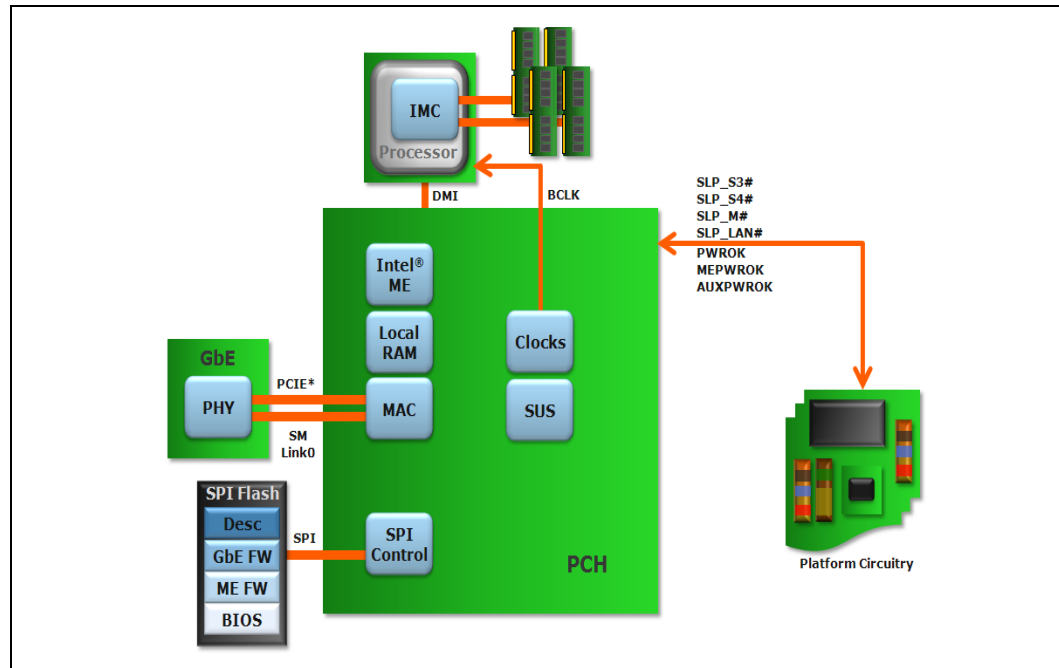 IMC
Processor
DMI
BCLK
SLP_S3#
SLP_S4#
SLP_M#
SLP_LAN#
PWROK
MEPWROK
AUXPWROK
Intel®
ME
Local
RAM
Clocks
GbE
PHY
PCIE*
SM
Link0
MAC
SUS
SPI Flash
Desc
GbE FW
ME FW
BIOS
SPI
SPI
Control
PCH
Platform Circuitry